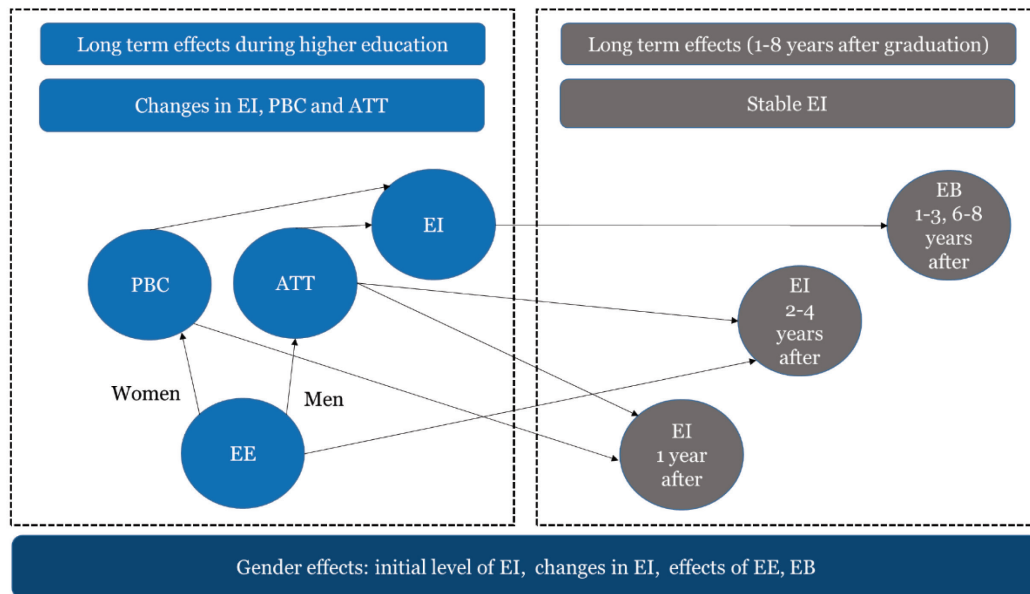 Long term effects during higher education
Changes in EI, PBC and ATT
Long term effects (1-8 years after graduation)
Stable EI
EI
PBC
ATT
Women
Men
EE
EB
1-3, 6-8
years
after
EI
2-4
years
after
EI
1 year
after
Gender effects: initial level of EI, changes in EI, effects of EE, EB